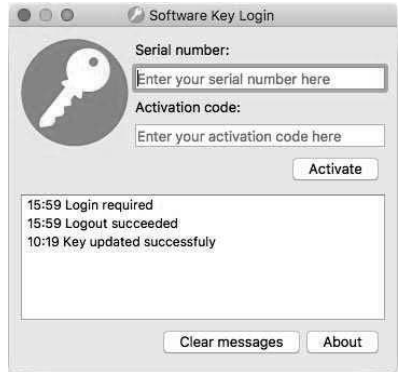 Software Key Login
Serial number:
Enter your serial number here
Activation code:
Enter your activation code here
Activate
15:59 Login required
15:59 Logout succeeded
10:19 Key updated successfuly
Clear messages
About